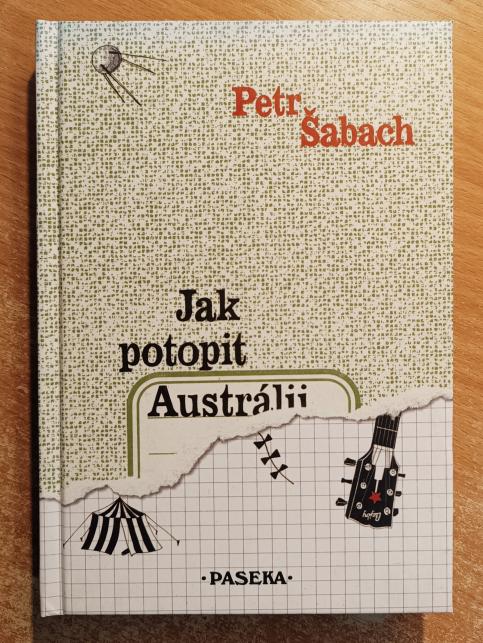 Petr
Šabach
Jak
potopit
Austrálii
·PASEKA·